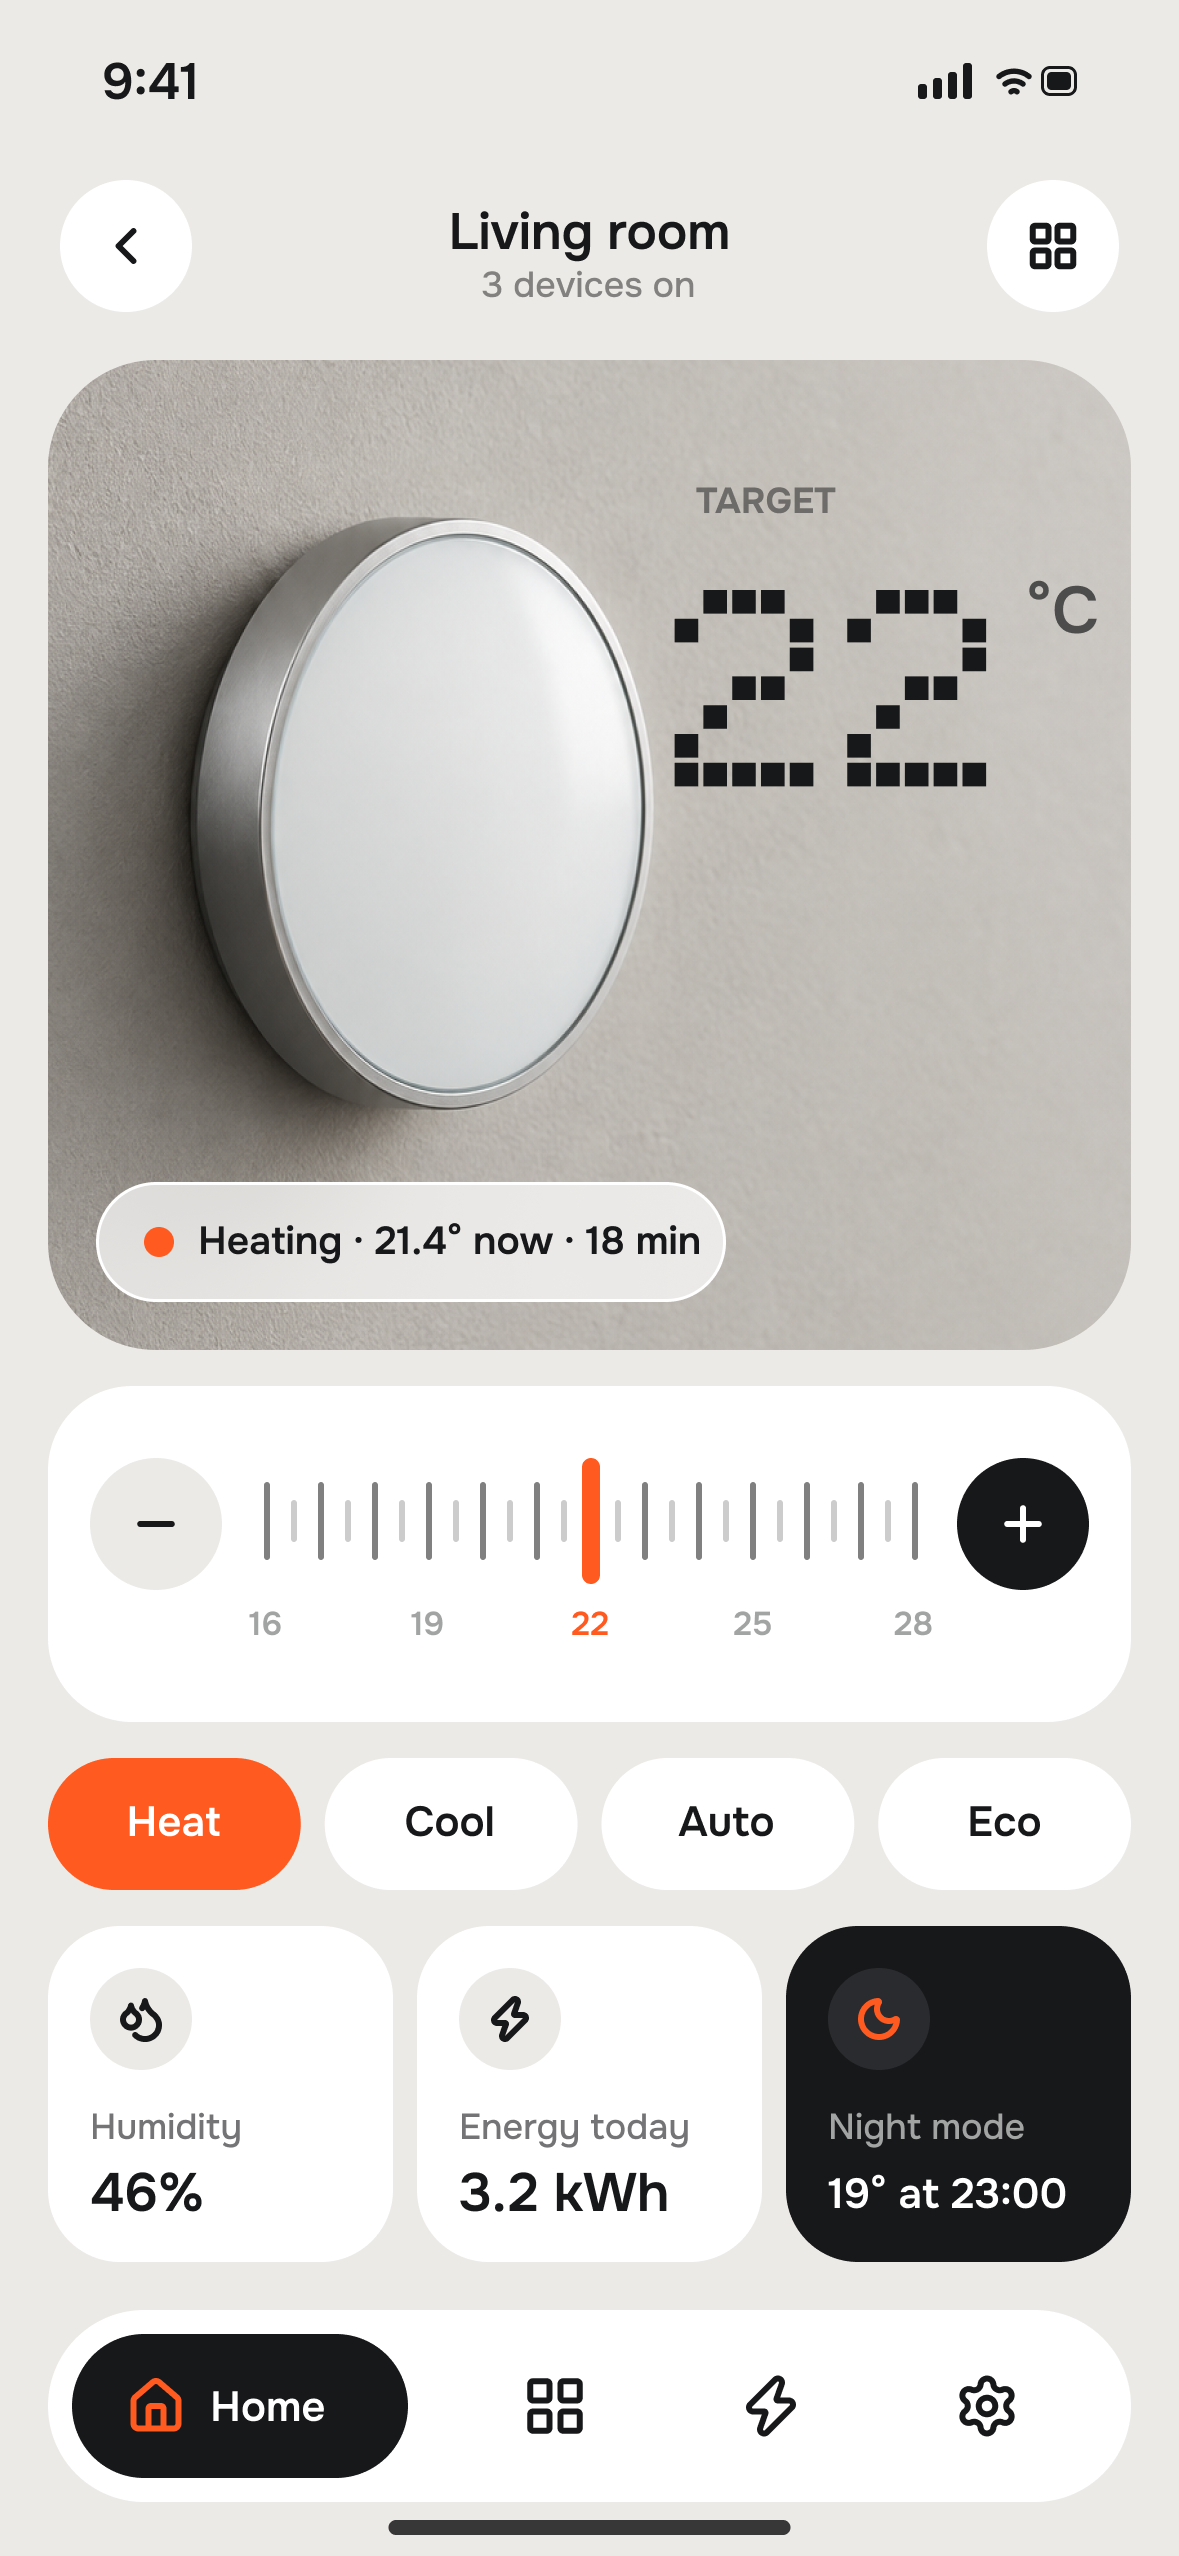 9:41
Living room
3 devices on
TARGET
22 °C
Heating · 21.4° now · 18 min
16 19 22 25 28
Heat Cool Auto Eco
Humidity
46%
Energy today
3.2 kWh
Night mode
19° at 23:00
Home